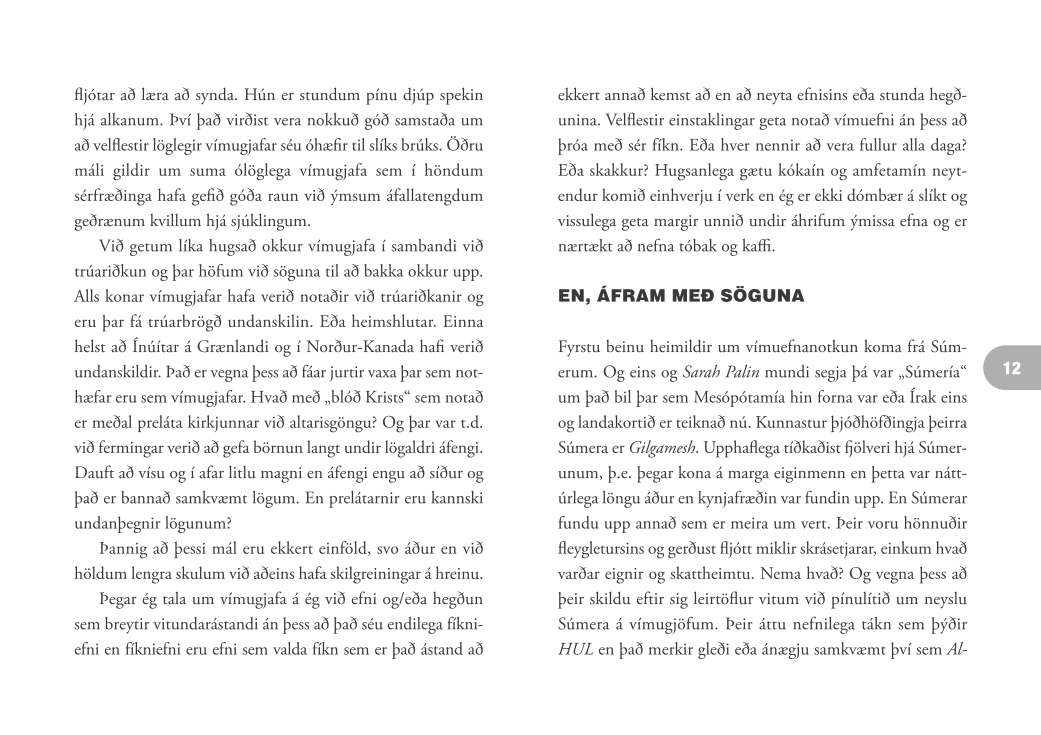 fljótar að læra að synda. Hún er stundum pínu djúp spekin
hjá alkanum. Því það virðist vera nokkuð góð samstaða um
að velflestir löglegir vímugjafar séu óhæfir til slíks brúks. Öðru
máli gildir um suma ólöglega vímugjafa sem í höndum
sérfræðinga hafa gefið góða raun við ýmsum áfallatengdum
geðrænum kvillum hjá sjúklingum.
Við getum líka hugsað okkur vímugjafa í sambandi við
trúariðkun og þar höfum við söguna til að bakka okkur upp.
Alls konar vímugjafar hafa verið notaðir við trúariðkanir og
eru þar fá trúarbrögð undanskilin. Eða heimshlutar. Einna
helst að Ínúítar á Grænlandi og í Norður-Kanada hafi verið
undanskildir. Það er vegna þess að fáar jurtir vaxa þar sem not-
hæfar eru sem vímugjafar. Hvað með „blóð Krists“ sem notað
er meðal preláta kirkjunnar við altarisgöngu? Og þar var t.d.
við fermingar verið að gefa börnun langt undir lögaldri áfengi.
Dauft að vísu og í afar litlu magni en áfengi engu að síður og
það er bannað samkvæmt lögum. En prelátarnir eru kannski
undanþegnir lögunum?
Þannig að þessi mál eru ekkert einföld, svo áður en við
höldum lengra skulum við aðeins hafa skilgreiningar á hreinu.
Þegar ég tala um vímugjafa á ég við efni og/eða hegðun
sem breytir vitundarástandi án þess að það séu endilega fíkni-
efni en fíkniefni eru efni sem valda fíkn sem er það ástand að
ekkert annað kemst að en að neyta efnisins eða stunda hegð-
unina. Velflestir einstaklingar geta notað vímuefni án þess að
þróa með sér fíkn. Eða hver nennir að vera fullur alla daga?
Eða skakkur? Hugsanlega gætu kókaín og amfetamín neyt-
endur komið einhverju í verk en ég er ekki dómbær á slíkt og
vissulega geta margir unnið undir áhrifum ýmissa efna og er
nærtækt að nefna tóbak og kaffi.
EN, ÁFRAM MEÐ SÖGUNA
Fyrstu beinu heimildir um vímuefnanotkun koma frá Súm-
erum. Og eins og Sarah Palin mundi segja þá var „Súmería“
um það bil þar sem Mesópótamía hin forna var eða Írak eins
og landakortið er teiknað nú. Kunnastur þjóðhöfðingja þeirra
Súmera er Gilgamesh. Upphaflega tíðkaðist fjölveri hjá Súmer-
unum, þ.e. þegar kona á marga eiginmenn en þetta var nátt-
úrlega löngu áður en kynjafræðin var fundin upp. En Súmerar
fundu upp annað sem er meira um vert. Þeir voru hönnuðir
fleygletursins og gerðust fljótt miklir skrásetjarar, einkum hvað
varðar eignir og skattheimtu. Nema hvað? Og vegna þess að
þeir skildu eftir sig leirtöflur vitum við pínulítið um neyslu
Súmera á vímugjöfum. Þeir áttu nefnilega tákn sem þýðir
HUL en það merkir gleði eða ánægju samkvæmt því sem Al-
12